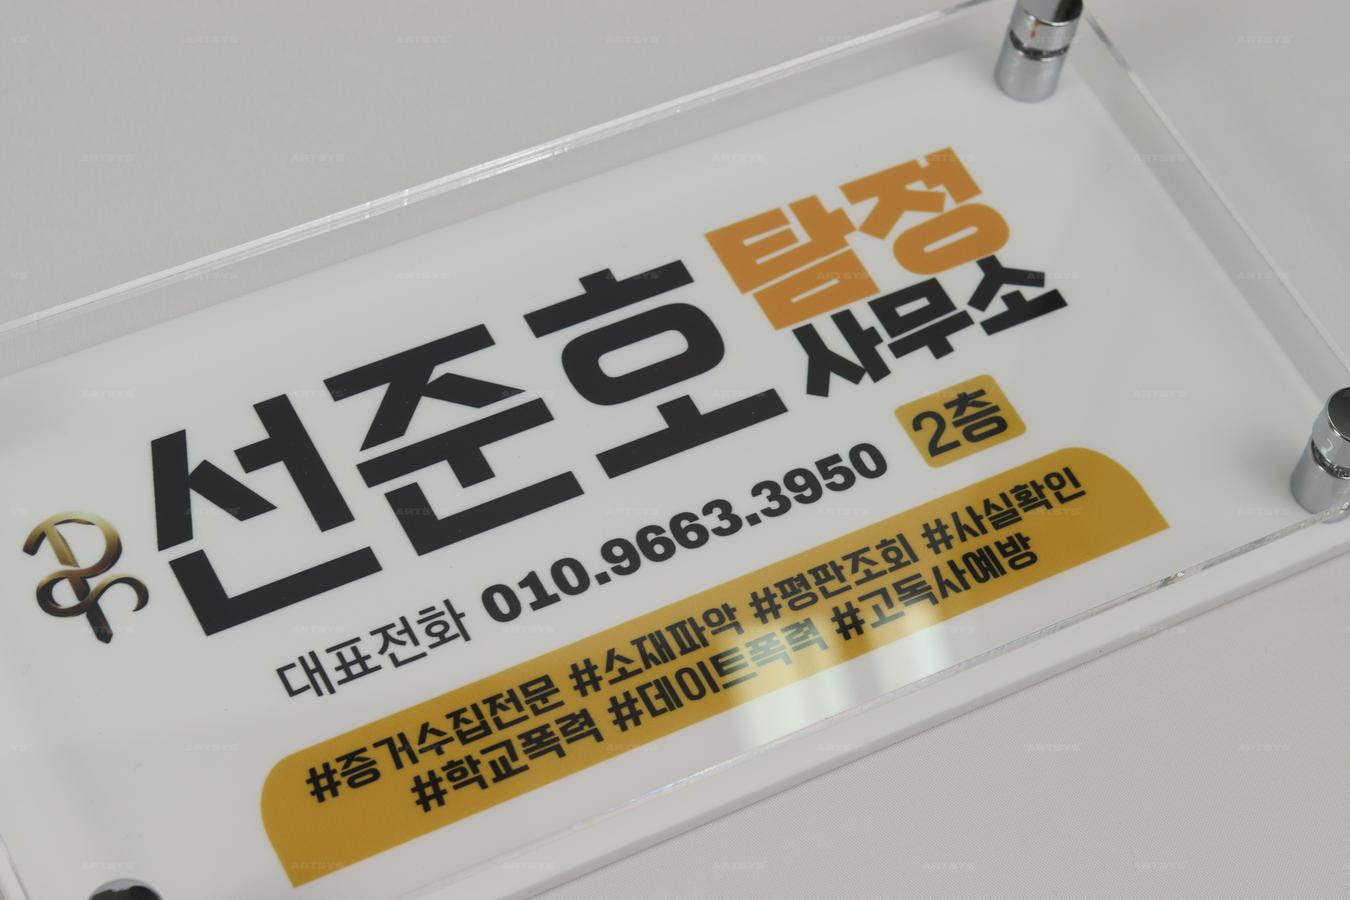 선준호 탐정
사무소
대표전화 010.9663.3950 2층
#증거수집전문 #소재파악 #평판조회 #사실확인
#학교폭력 #데이트폭력 #고독사예방
ARTSYS